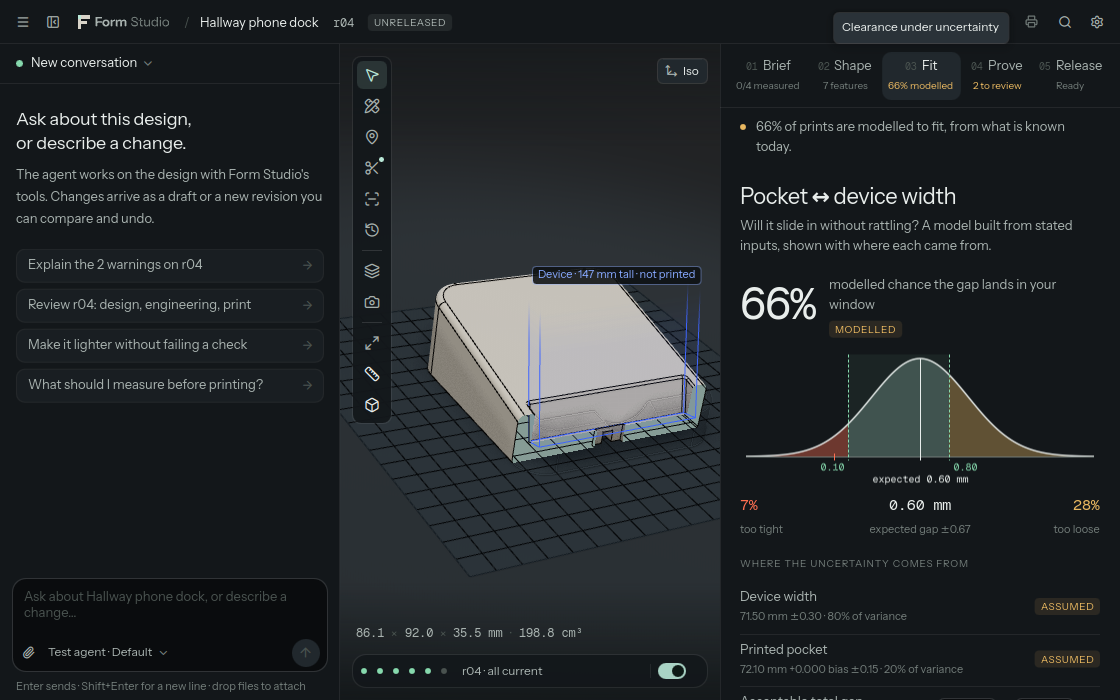 Form Studio / Hallway phone dock r04 UNRELEASED
Clearance under uncertainty
New conversation
Ask about this design,
or describe a change.
The agent works on the design with Form Studio's
tools. Changes arrive as a draft or a new revision you
can compare and undo.
Explain the 2 warnings on r04
Review r04: design, engineering, print
Make it lighter without failing a check
What should I measure before printing?
Ask about Hallway phone dock, or describe a
change…
Test agent · Default
Enter sends · Shift+Enter for a new line · drop files to attach
Iso
Device · 147 mm tall · not printed
86.1 × 92.0 × 35.5 mm · 198.8 cm³
r04 · all current
01 Brief
0/4 measured
02 Shape
7 features
03 Fit
66% modelled
04 Prove
2 to review
05 Release
Ready
66% of prints are modelled to fit, from what is known
today.
Pocket ↔ device width
Will it slide in without rattling? A model built from stated
inputs, shown with where each came from.
66%
modelled chance the gap lands in your
window
MODELLED
0.10 0.80
expected 0.60 mm
7% 0.60 mm 28%
too tight expected gap ±0.67 too loose
WHERE THE UNCERTAINTY COMES FROM
Device width
71.50 mm ±0.30 · 80% of variance
ASSUMED
Printed pocket
72.10 mm +0.000 bias ±0.15 · 20% of variance
ASSUMED
Acceptable total gap